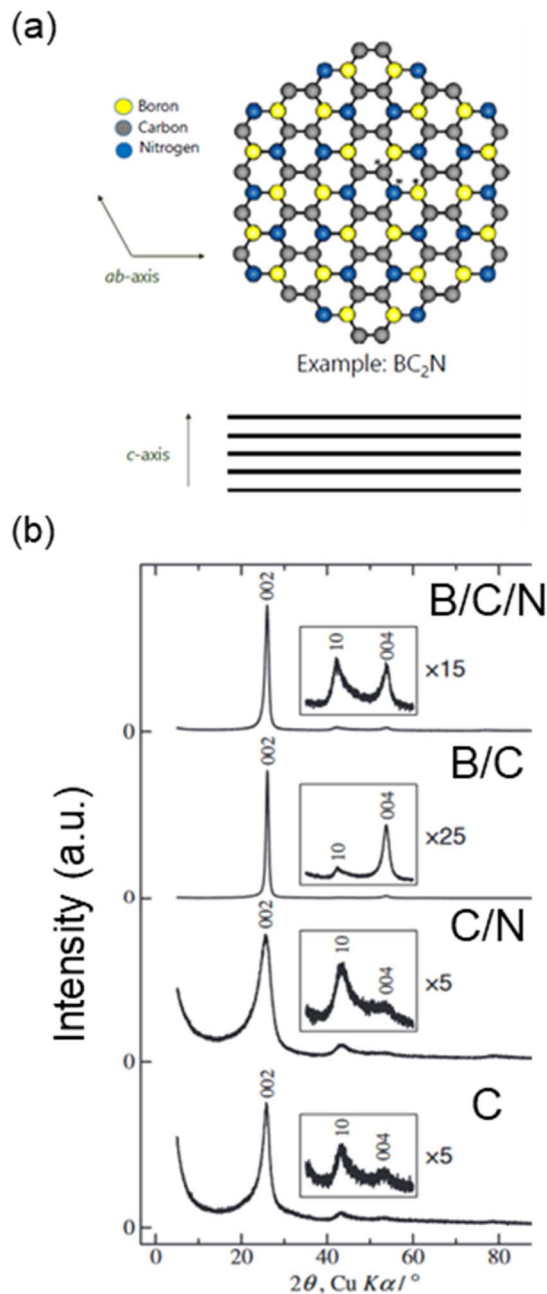 (a)
Boron
Carbon
Nitrogen
ab-axis
Example: BC2N
c-axis
(b)
B/C/N
002
10
004
×15
0
B/C
002
10
004
×25
0
C/N
002
10
004
×5
0
C
002
10
004
×5
0
Intensity (a.u.)
0 20 40 60 80
2θ, Cu Kα/ °